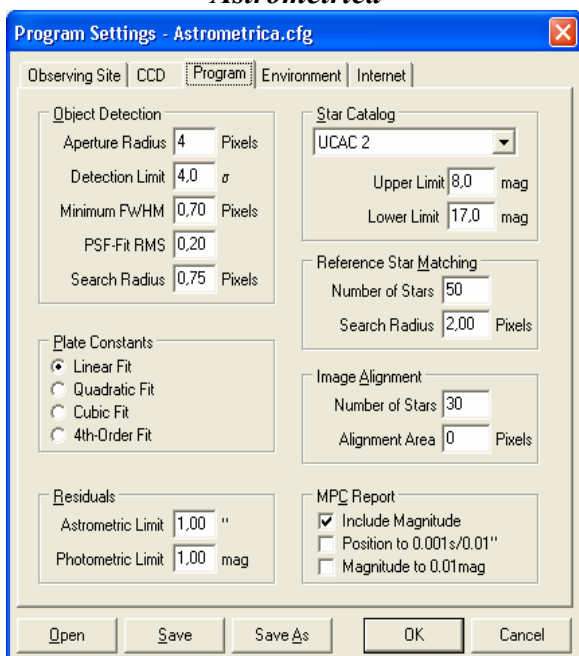 Astrometrica
Program Settings - Astrometrica.cfg
Observing Site CCD Program Environment Internet
Object Detection
Aperture Radius 4 Pixels
Detection Limit 4,0 σ
Minimum FWHM 0,70 Pixels
PSF-Fit RMS 0,20
Search Radius 0,75 Pixels
Plate Constants
Linear Fit
Quadratic Fit
Cubic Fit
4th-Order Fit
Residuals
Astrometric Limit 1,00 "
Photometric Limit 1,00 mag
Star Catalog
UCAC 2
Upper Limit 8,0 mag
Lower Limit 17,0 mag
Reference Star Matching
Number of Stars 50
Search Radius 2,00 Pixels
Image Alignment
Number of Stars 30
Alignment Area 0 Pixels
MPC Report
Include Magnitude
Position to 0.001s/0.01"
Magnitude to 0.01mag
Open Save Save As OK Cancel